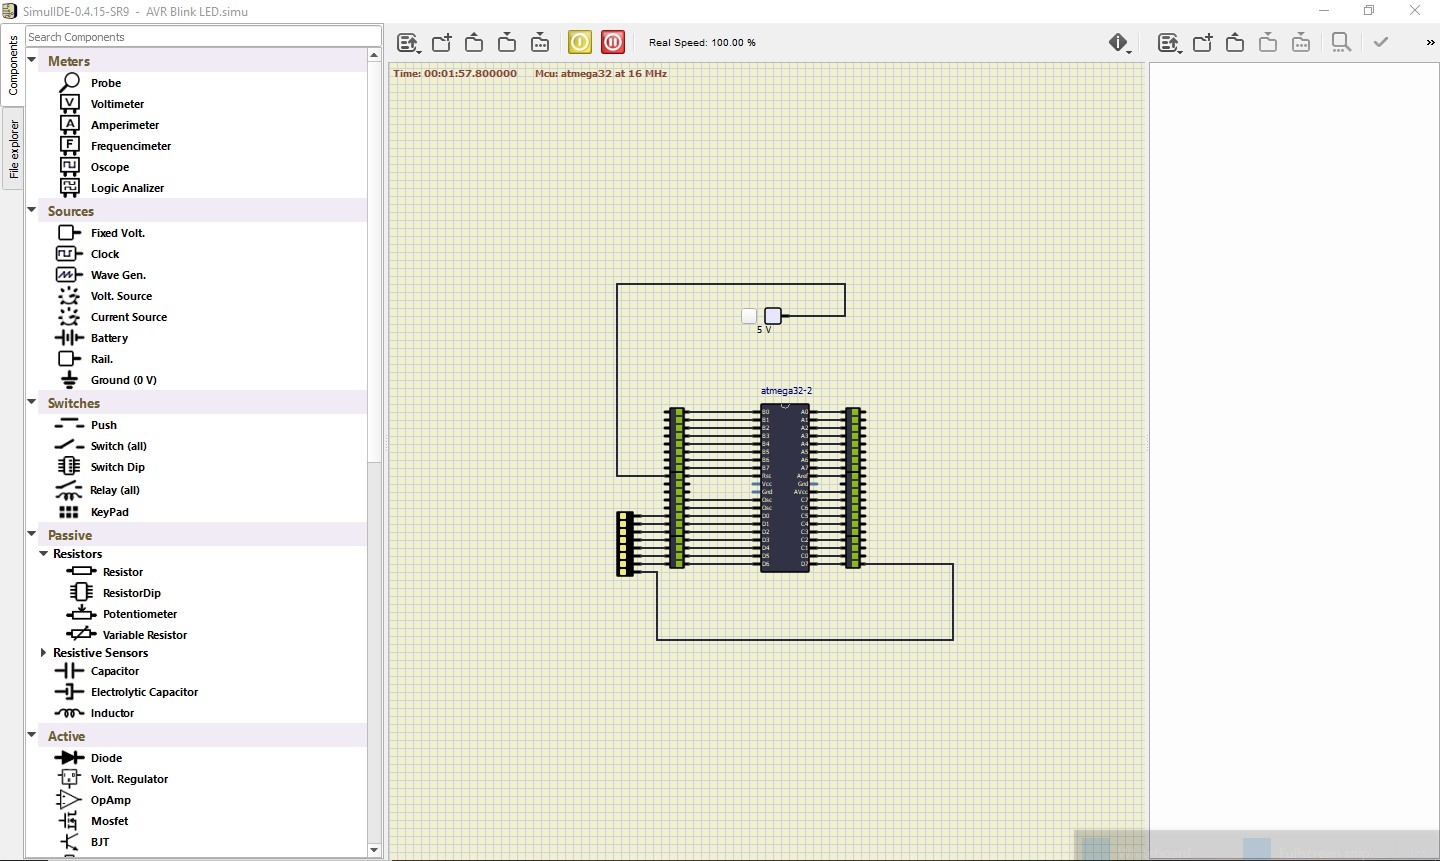 SimulIDE-0.4.15-SR9 - AVR Blink LED.simu
Components
File explorer
Search Components
Meters
Probe
Voltimeter
Amperimeter
Frequencimeter
Oscope
Logic Analizer
Sources
Fixed Volt.
Clock
Wave Gen.
Volt. Source
Current Source
Battery
Rail.
Ground (0 V)
Switches
Push
Switch (all)
Switch Dip
Relay (all)
KeyPad
Passive
Resistors
Resistor
ResistorDip
Potentiometer
Variable Resistor
Resistive Sensors
Capacitor
Electrolytic Capacitor
Inductor
Active
Diode
Volt. Regulator
OpAmp
Mosfet
BJT
Real Speed: 100.00 %
»
Time: 00:01:57.800000 Mcu: atmega32 at 16 MHz
5 V
atmega32-2
B0 A0
B1 A1
B2 A2
B3 A3
B4 A4
B5 A5
B6 A6
B7 A7
Rst
Vcc Gnd
Gnd AVcc
Osc C7
Osc C6
D0 C5
D1 C4
D2 C3
D3 C2
D4 C1
D5 C0
D6 D7